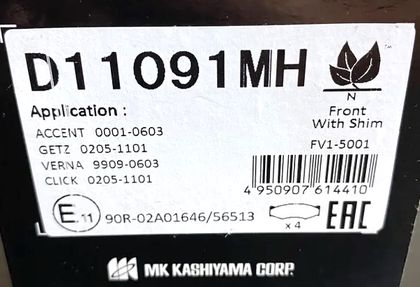 D11091MH
N
Application :
Front
With Shim
ACCENT 0001-0603
GETZ 0205-1101
VERNA 9909-0603
CLICK 0205-1101
FV1-5001
4 950907 614410
E 11 90R-02A01646/56513
x 4
EAC
MK KASHIYAMA CORP.